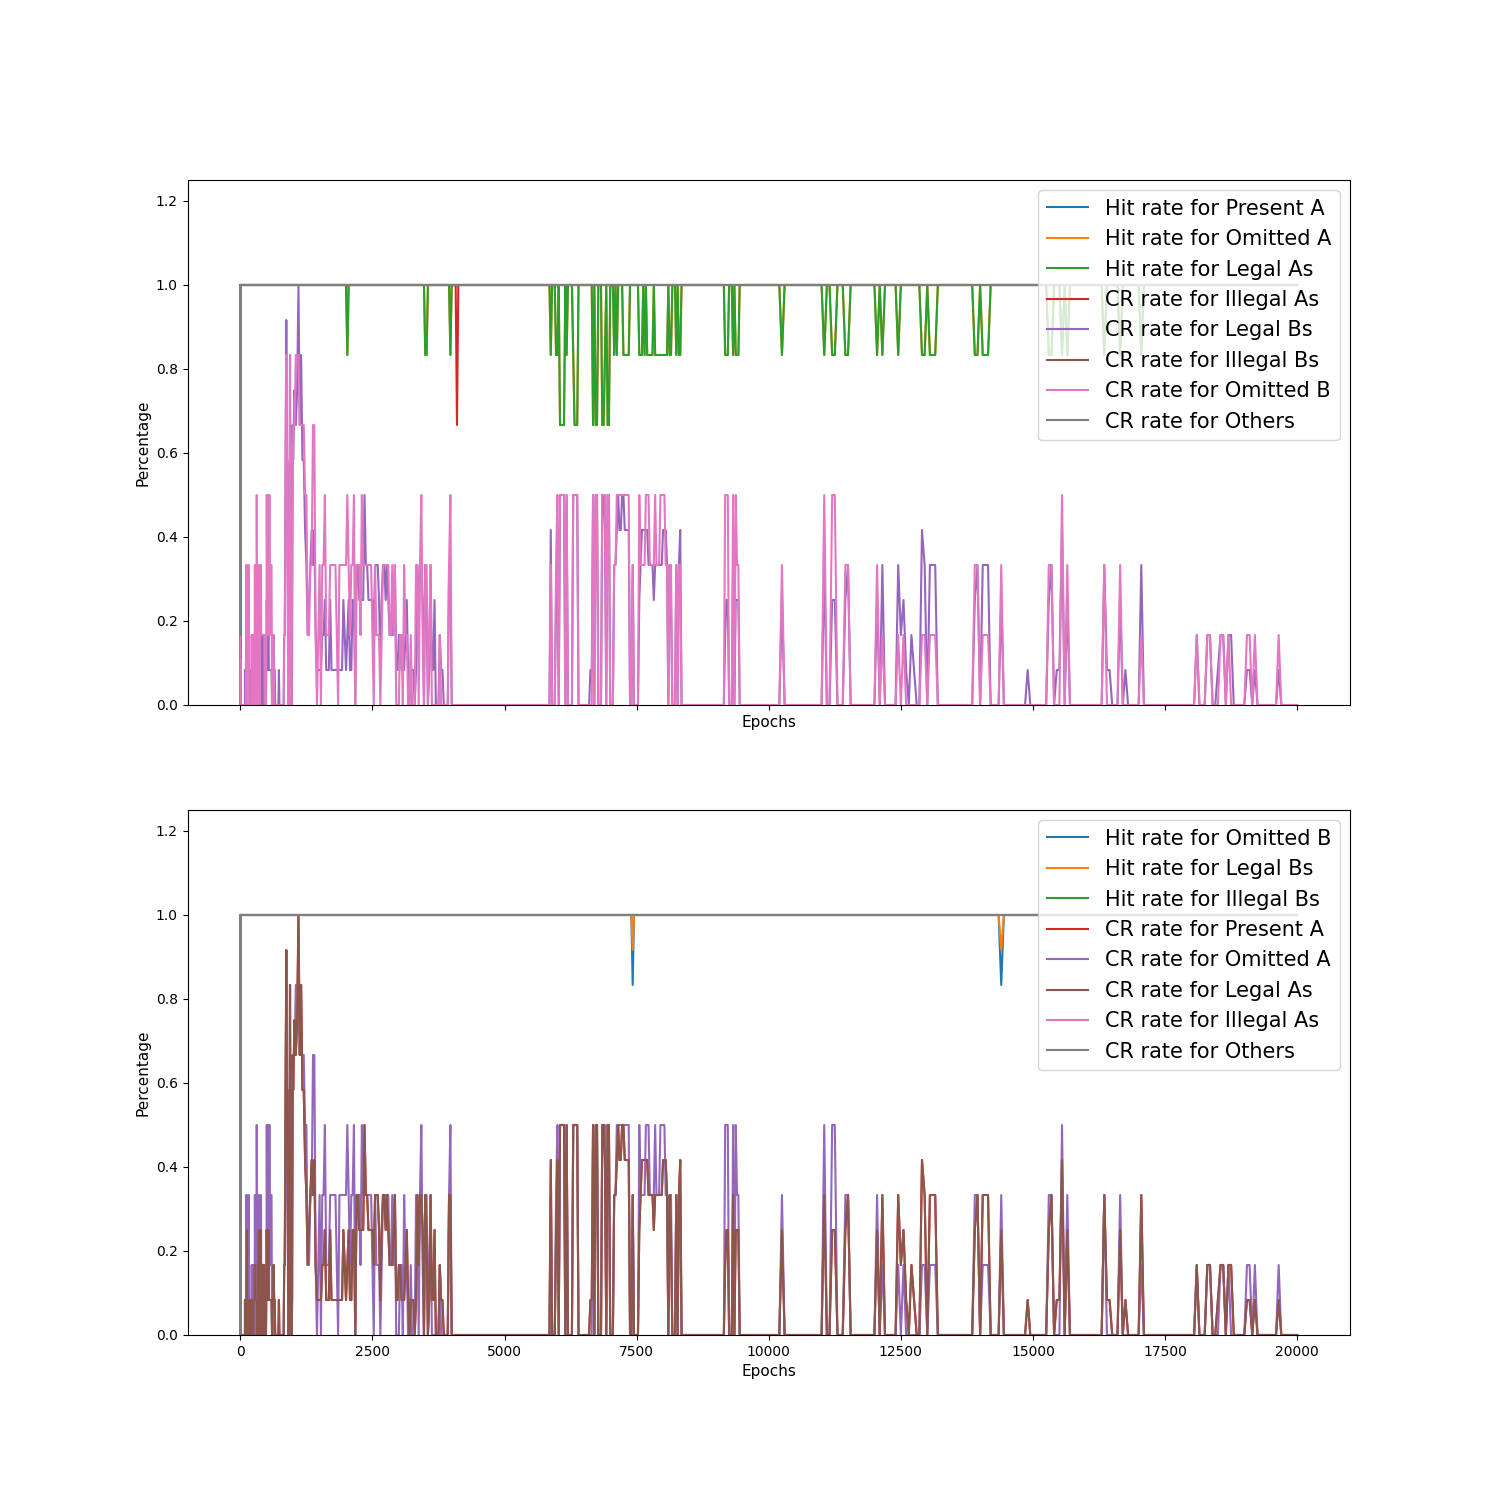 1.2
1.0
0.8
0.6
0.4
0.2
0.0
Percentage
Epochs
Hit rate for Present A
Hit rate for Omitted A
Hit rate for Legal As
CR rate for Illegal As
CR rate for Legal Bs
CR rate for Illegal Bs
CR rate for Omitted B
CR rate for Others
1.2
1.0
0.8
0.6
0.4
0.2
0.0
Percentage
0 2500 5000 7500 10000 12500 15000 17500 20000
Epochs
Hit rate for Omitted B
Hit rate for Legal Bs
Hit rate for Illegal Bs
CR rate for Present A
CR rate for Omitted A
CR rate for Legal As
CR rate for Illegal As
CR rate for Others